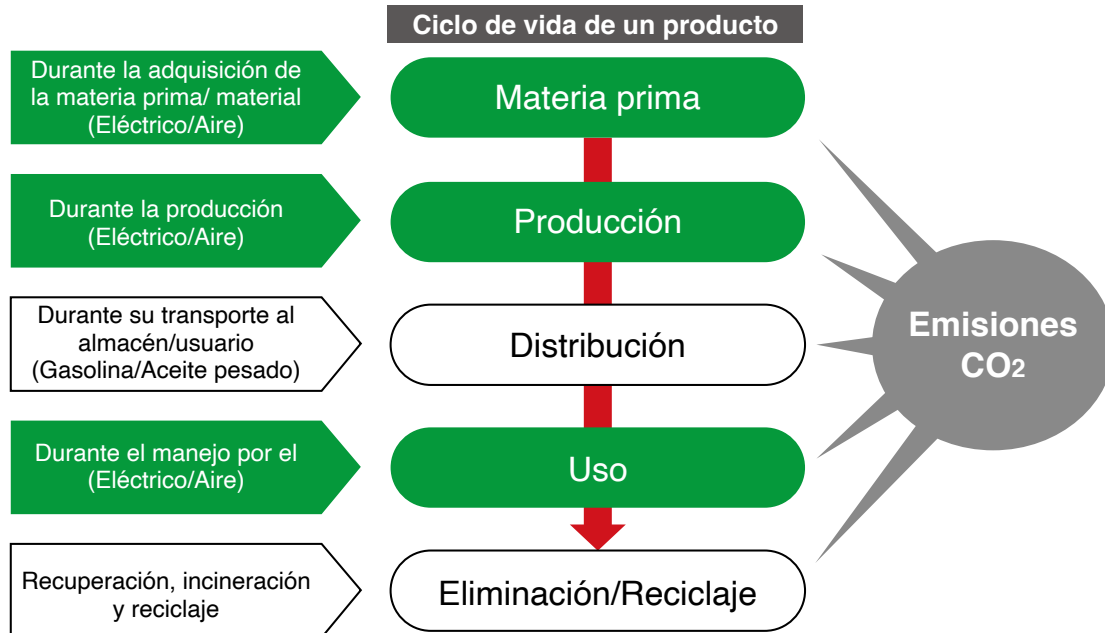 Ciclo de vida de un producto
Durante la adquisición de
la materia prima/ material
(Eléctrico/Aire)
Materia prima
Durante la producción
(Eléctrico/Aire)
Producción
Durante su transporte al
almacén/usuario
(Gasolina/Aceite pesado)
Distribución
Emisiones
CO2
Durante el manejo por el
(Eléctrico/Aire)
Uso
Recuperación, incineración
y reciclaje
Eliminación/Reciclaje